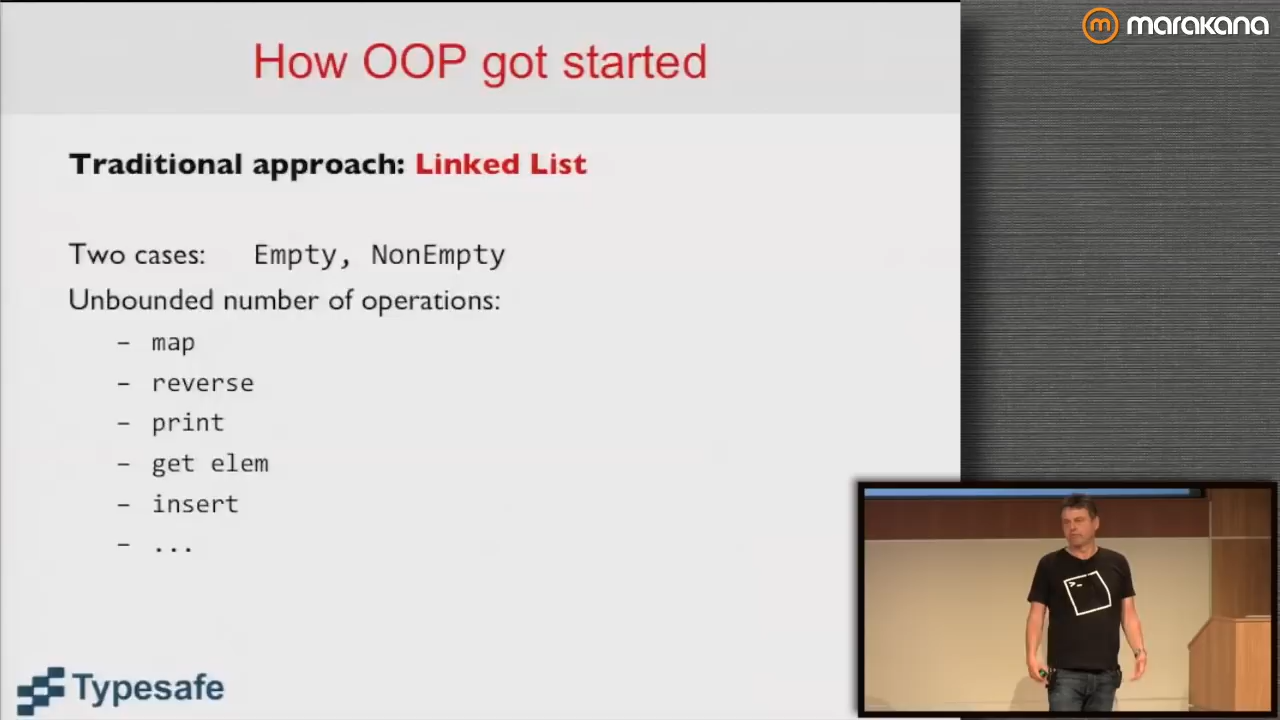 marakana
How OOP got started
Traditional approach: Linked List
Two cases: Empty, NonEmpty
Unbounded number of operations:
– map
– reverse
– print
– get elem
– insert
– ...
>_
Typesafe